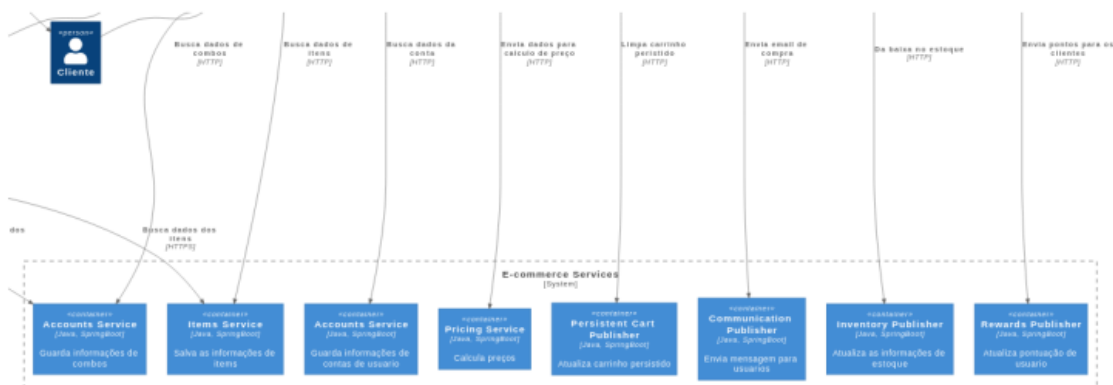 «person»
Cliente
Busca dados de
combos
[HTTP]
Busca dados de
itens
[HTTP]
Busca dados da
conta
[HTTP]
Envia dados para
calculo de preço
[HTTP]
Limpa carrinho
peristido
[HTTP]
Envia email de
compra
[HTTP]
Da baixa no estoque
[HTTP]
Envia pontos para os
clientes
[HTTP]
dos
Busca dados dos
itens
[HTTPS]
E-commerce Services
[System]
«container»
Accounts Service
[Java, SpringBoot]
Guarda informações de
combos
«container»
Items Service
[Java, SpringBoot]
Salva as informações de
items
«container»
Accounts Service
[Java, SpringBoot]
Guarda informações de
contas de usuario
«container»
Pricing Service
[Java, SpringBoot]
Calcula preços
«container»
Persistent Cart
Publisher
[Java, SpringBoot]
Atualiza carrinho persistido
«container»
Communication
Publisher
[Java, SpringBoot]
Envia mensagem para
usuarios
«container»
Inventory Publisher
[Java, SpringBoot]
Atualiza as informações de
estoque
«container»
Rewards Publisher
[Java, SpringBoot]
Atualiza pontuação de
usuario